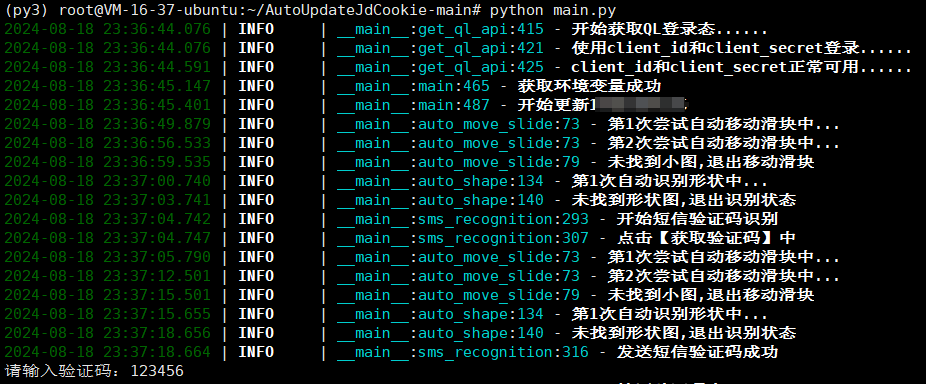 (py3) root@VM-16-37-ubuntu:~/AutoUpdateJdCookie-main# python main.py
2024-08-18 23:36:44.076 | INFO     | __main__:get_ql_api:415 - 开始获取QL登录态......
2024-08-18 23:36:44.076 | INFO     | __main__:get_ql_api:421 - 使用client_id和client_secret登录......
2024-08-18 23:36:44.591 | INFO     | __main__:get_ql_api:425 - client_id和client_secret正常可用......
2024-08-18 23:36:45.147 | INFO     | __main__:main:465 - 获取环境变量成功
2024-08-18 23:36:45.401 | INFO     | __main__:main:487 - 开始更新
2024-08-18 23:36:49.879 | INFO     | __main__:auto_move_slide:73 - 第1次尝试自动移动滑块中...
2024-08-18 23:36:56.533 | INFO     | __main__:auto_move_slide:73 - 第2次尝试自动移动滑块中...
2024-08-18 23:36:59.535 | INFO     | __main__:auto_move_slide:79 - 未找到小图,退出移动滑块
2024-08-18 23:37:00.740 | INFO     | __main__:auto_shape:134 - 第1次自动识别形状中...
2024-08-18 23:37:03.741 | INFO     | __main__:auto_shape:140 - 未找到形状图,退出识别状态
2024-08-18 23:37:04.742 | INFO     | __main__:sms_recognition:293 - 开始短信验证码识别
2024-08-18 23:37:04.747 | INFO     | __main__:sms_recognition:307 - 点击【获取验证码】中
2024-08-18 23:37:05.790 | INFO     | __main__:auto_move_slide:73 - 第1次尝试自动移动滑块中...
2024-08-18 23:37:12.501 | INFO     | __main__:auto_move_slide:73 - 第2次尝试自动移动滑块中...
2024-08-18 23:37:15.501 | INFO     | __main__:auto_move_slide:79 - 未找到小图,退出移动滑块
2024-08-18 23:37:15.655 | INFO     | __main__:auto_shape:134 - 第1次自动识别形状中...
2024-08-18 23:37:18.656 | INFO     | __main__:auto_shape:140 - 未找到形状图,退出识别状态
2024-08-18 23:37:18.664 | INFO     | __main__:sms_recognition:316 - 发送短信验证码成功
请输入验证码: 123456